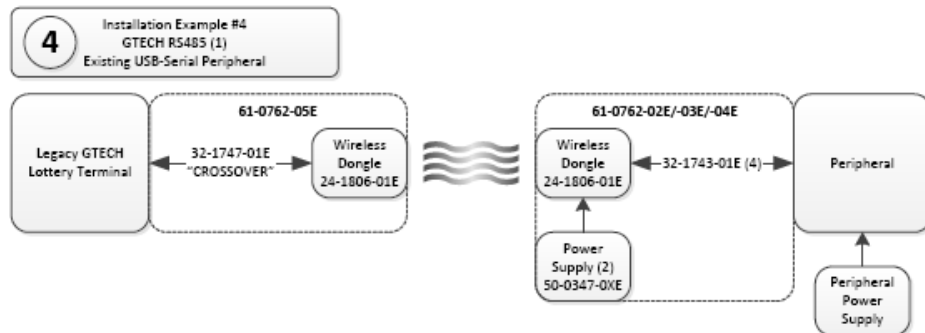 4
Installation Example #4
GTECH RS485 (1)
Existing USB-Serial Peripheral
61-0762-05E
Legacy GTECH
Lottery Terminal
32-1747-01E
"CROSSOVER"
Wireless
Dongle
24-1806-01E
61-0762-02E/-03E/-04E
Wireless
Dongle
24-1806-01E
32-1743-01E (4)
Peripheral
Power
Supply (2)
50-0347-0XE
Peripheral
Power
Supply